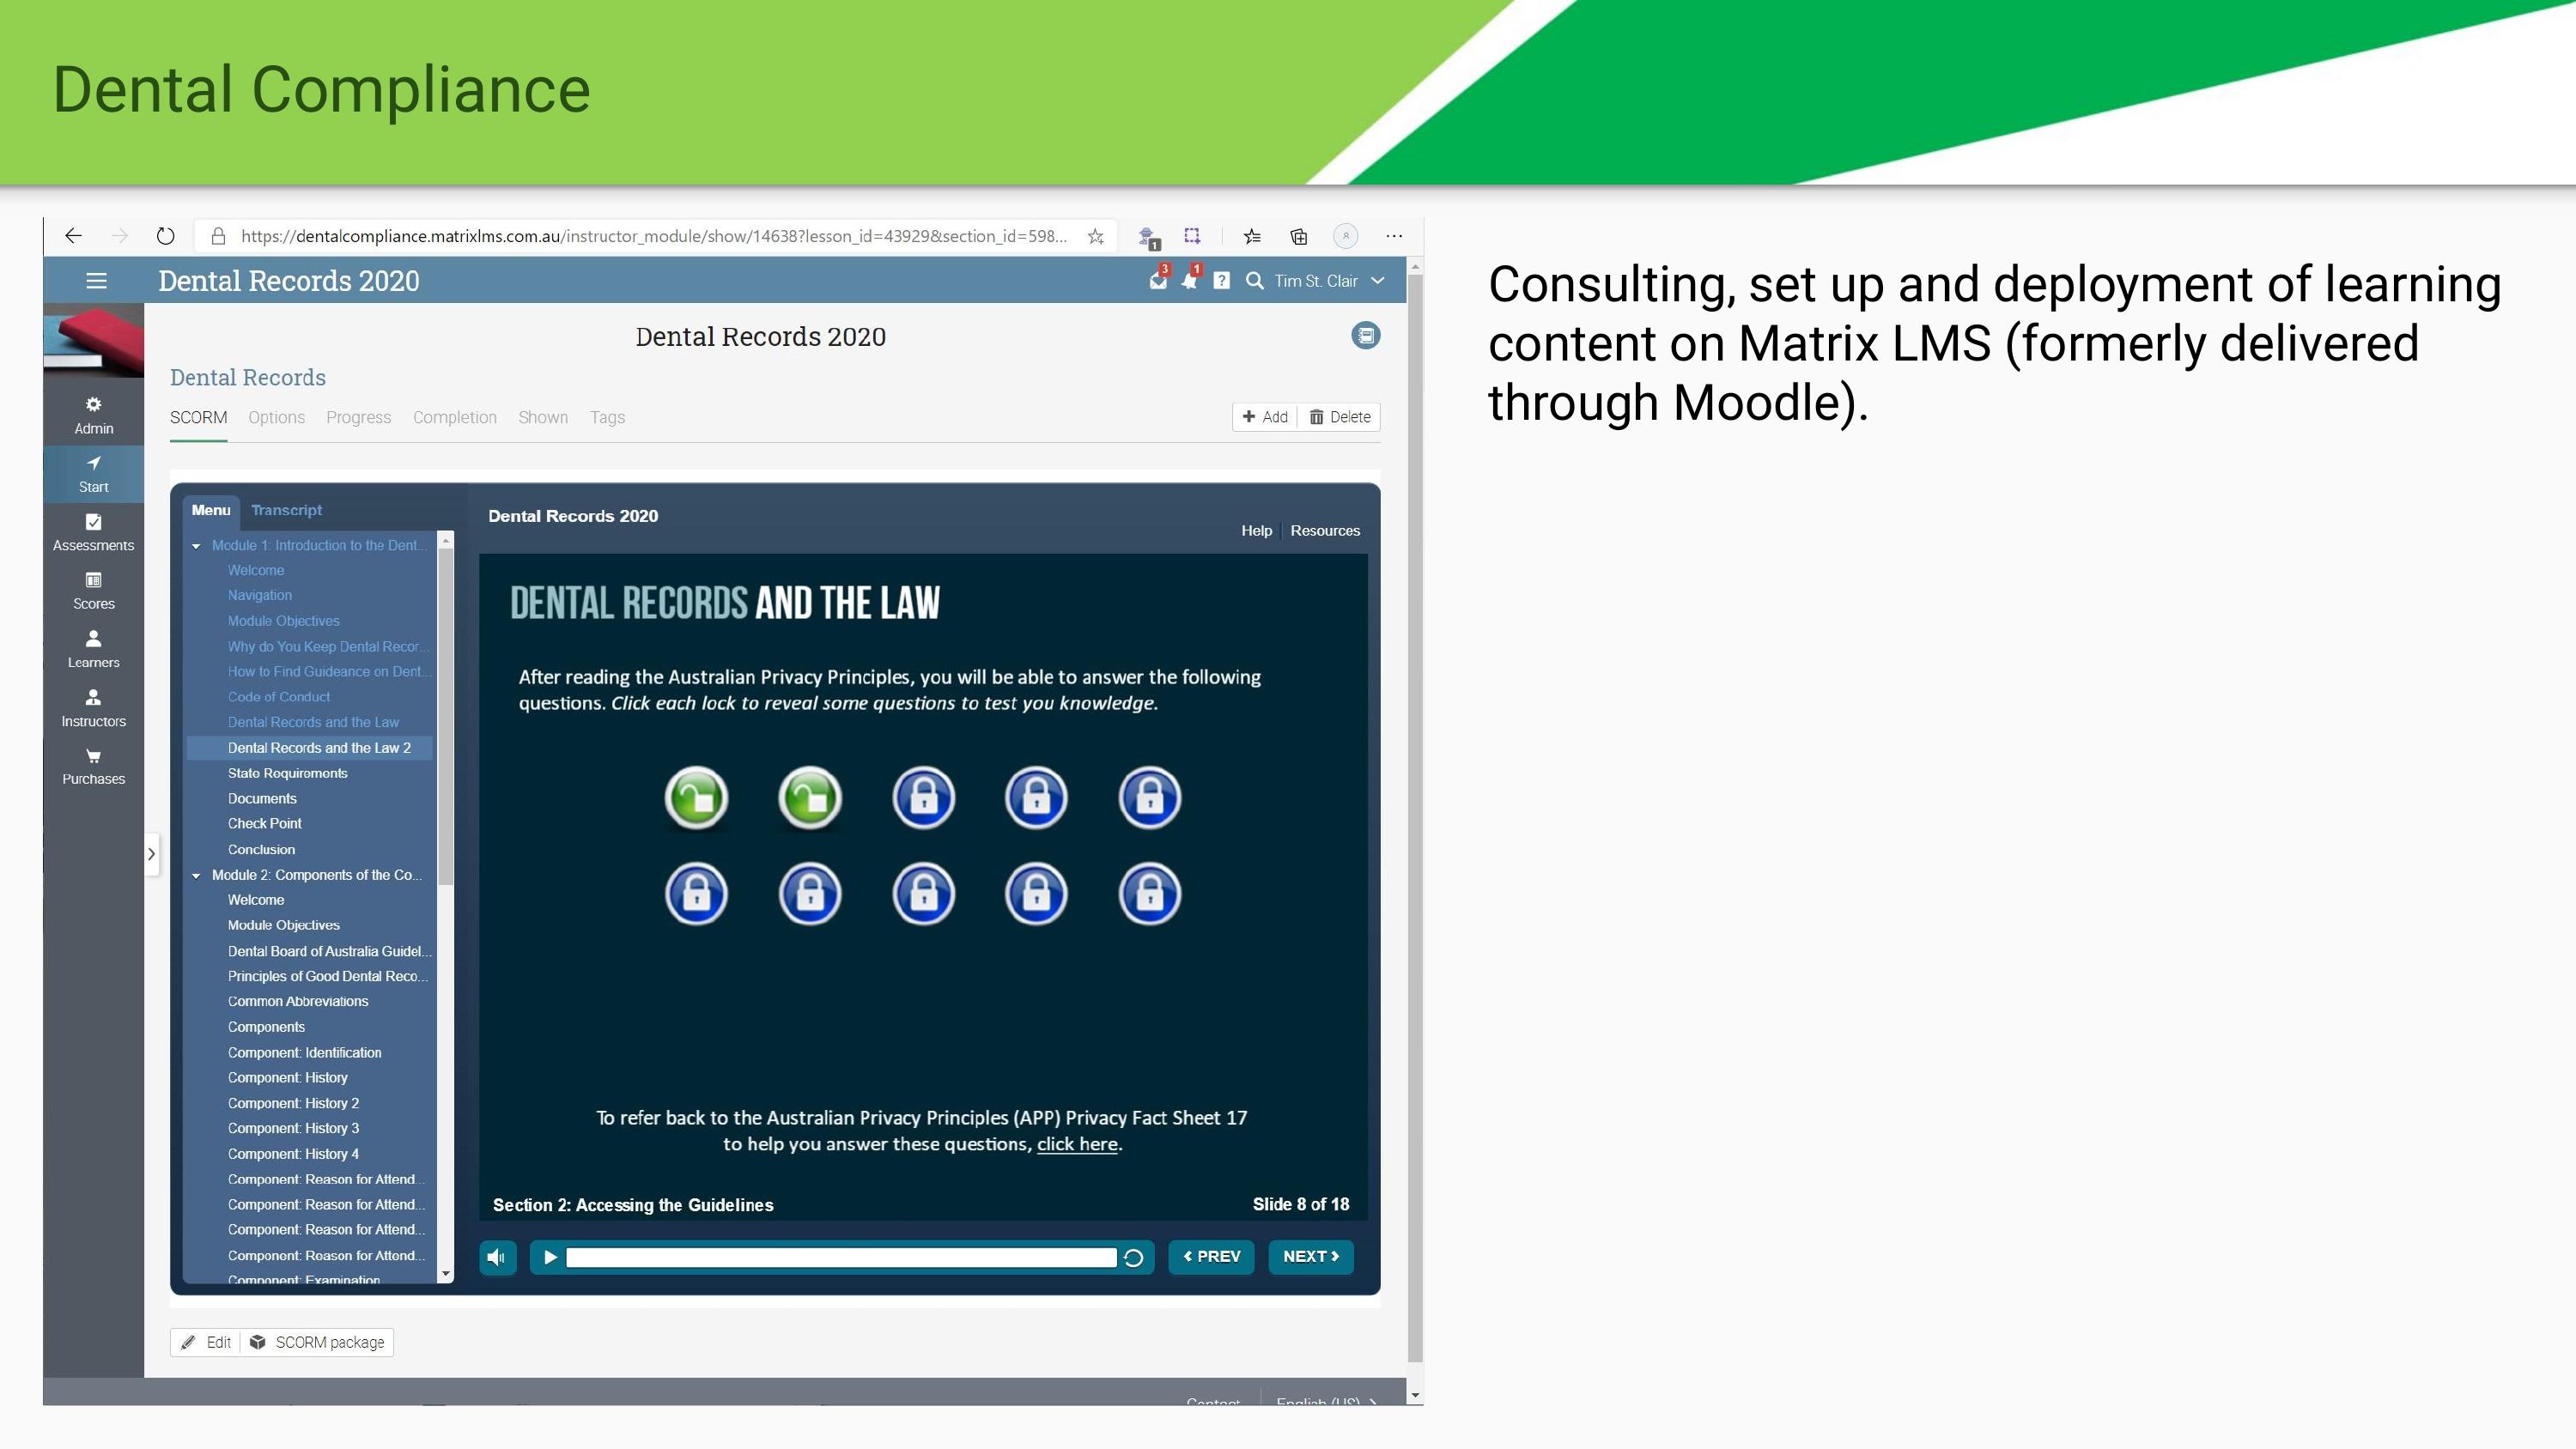 Dental Compliance
https://dentalcompliance.matrixlms.com.au/instructor_module/show/14638?lesson_id=43929&section_id=598...
1
Dental Records 2020
3
1
?
Tim St. Clair
Dental Records 2020
Dental Records
SCORM Options Progress Completion Shown Tags
Add Delete
Admin
Start
Assessments
Scores
Learners
Instructors
Purchases
Menu Transcript
Module 1: Introduction to the Dent...
Welcome
Navigation
Module Objectives
Why do You Keep Dental Recor...
How to Find Guideance on Dent...
Code of Conduct
Dental Records and the Law
Dental Records and the Law 2
State Requirements
Documents
Check Point
Conclusion
Module 2: Components of the Co...
Welcome
Module Objectives
Dental Board of Australia Guidel...
Principles of Good Dental Reco...
Common Abbreviations
Components
Component: Identification
Component: History
Component: History 2
Component: History 3
Component: History 4
Component: Reason for Attend...
Component: Reason for Attend...
Component: Reason for Attend...
Component: Reason for Attend...
Component: Examination
Dental Records 2020
Help Resources
DENTAL RECORDS AND THE LAW
After reading the Australian Privacy Principles, you will be able to answer the following
questions. Click each lock to reveal some questions to test you knowledge.
To refer back to the Australian Privacy Principles (APP) Privacy Fact Sheet 17
to help you answer these questions, click here.
Section 2: Accessing the Guidelines
Slide 8 of 18
PREV
NEXT
Edit SCORM package
Contact English (US)
Consulting, set up and deployment of learning
content on Matrix LMS (formerly delivered
through Moodle).